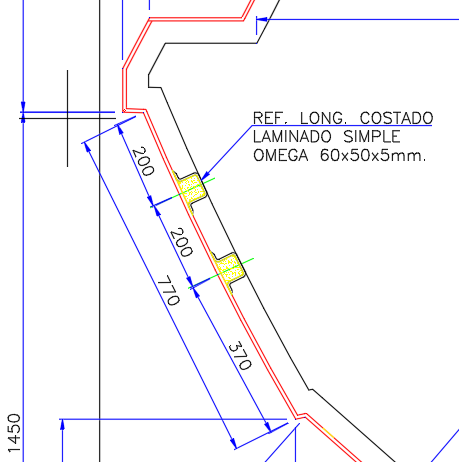 REF. LONG. COSTADO
LAMINADO SIMPLE
OMEGA 60x50x5mm.
200
200
770
370
1450